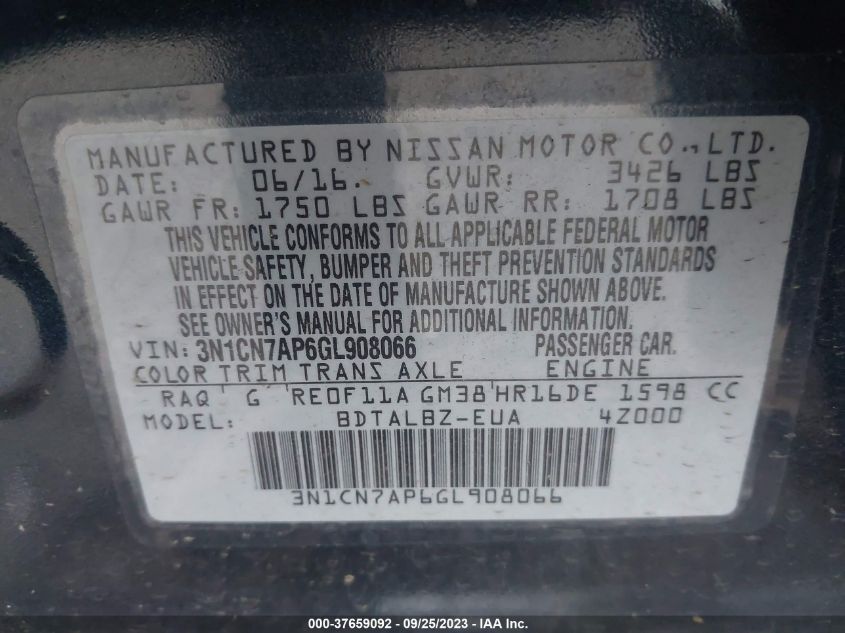 MANUFACTURED BY NISSAN MOTOR CO., LTD.
DATE: 06/16. GVWR: 3426 LBS
GAWR FR: 1750 LBS GAWR RR: 1708 LBS
THIS VEHICLE CONFORMS TO ALL APPLICABLE FEDERAL MOTOR
VEHICLE SAFETY, BUMPER AND THEFT PREVENTION STANDARDS
IN EFFECT ON THE DATE OF MANUFACTURE SHOWN ABOVE.
SEE OWNER'S MANUAL FOR ADDITIONAL INFORMATION.
VIN: 3N1CN7AP6GL908066 PASSENGER CAR.
COLOR TRIM TRANS AXLE ENGINE
RAQ G RE0F11A GM38 HR16DE 1598 CC
MODEL: BDTALBZ-EUA 4Z000
3N1CN7AP6GL908066
000-37659092 - 09/25/2023 - IAA Inc.